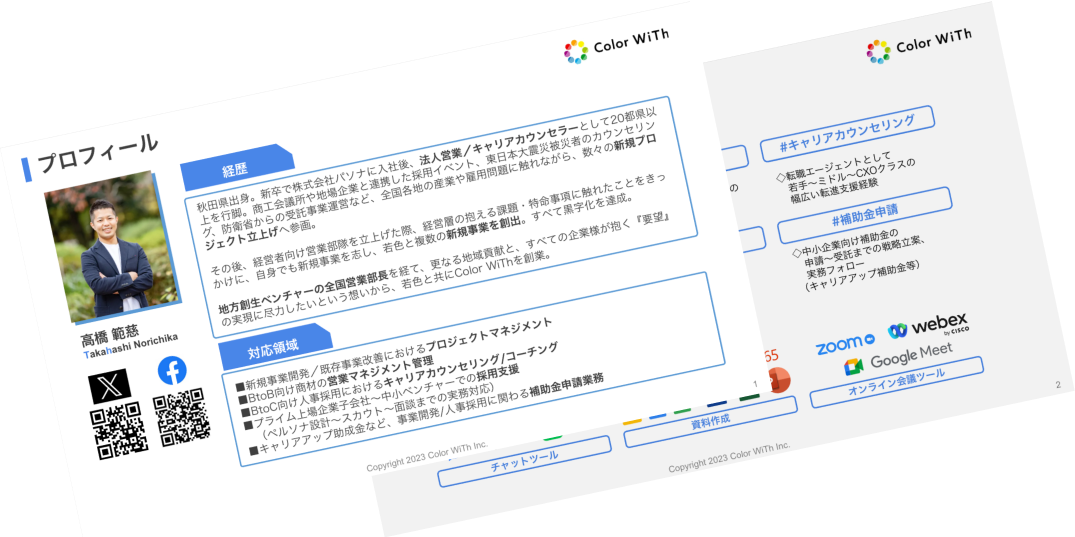 Color WiTh
プロフィール
経歴
秋田県出身。新卒で株式会社パソナに入社後、法人営業／キャリアカウンセラーとして20都県以
上を行脚。商工会議所や地場企業と連携した採用イベント、東日本大震災被災者のカウンセリン
グ、防衛省からの受託事業運営など、全国各地の産業や雇用問題に触れながら、数々の新規プロ
ジェクト立上げへ参画。
その後、経営者向け営業部隊を立上げた際、経営層の抱える課題・特命事項に触れたことをきっ
かけに、自身でも新規事業を志し、若色と複数の新規事業を創出。すべて黒字化を達成。
地方創生ベンチャーの全国営業部長を経て、更なる地域貢献と、すべての企業様が抱く『要望』
の実現に尽力したいという想いから、若色と共にColor WiThを創業。
高橋 範慈
Takahashi Norichika
対応領域
■新規事業開発／既存事業改善におけるプロジェクトマネジメント
■BtoB向け商材の営業マネジメント管理
■BtoC向け人事採用におけるキャリアカウンセリング/コーチング
■プライム上場企業子会社〜中小ベンチャーでの採用支援
（ペルソナ設計〜スカウト〜面談までの実務対応）
■キャリアアップ助成金など、事業開発/人事採用に関わる補助金申請業務
1
Copyright 2023 Color WiTh Inc.
Color WiTh
#キャリアカウンセリング
の
◇転職エージェントとして
若手〜ミドル〜CXOクラスの
幅広い転進支援経験
#補助金申請
◇中小企業向け補助金の
申請〜受託までの戦略立案、
実務フォロー
（キャリアアップ補助金等）
65
zoom
webex
by CISCO
Google Meet
チャットツール
資料作成
オンライン会議ツール
2
Copyright 2023 Color WiTh Inc.